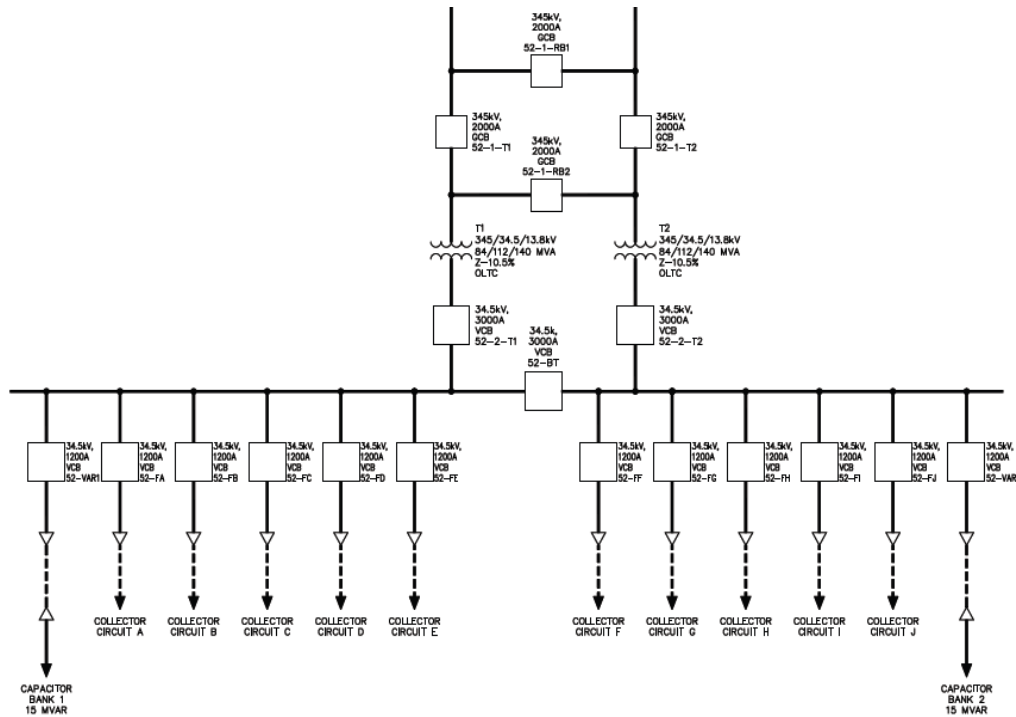 345kV,
2000A
GCB
52-1-RB1
345kV,
2000A
GCB
52-1-T1
345kV,
2000A
GCB
52-1-T2
345kV,
2000A
GCB
52-1-RB2
T1
345/34.5/13.8kV
84/112/140 MVA
Z-10.5%
OLTC
T2
345/34.5/13.8kV
84/112/140 MVA
Z-10.5%
OLTC
34.5kV,
3000A
VCB
52-2-T1
34.5k,
3000A
VCB
52-BT
34.5kV,
3000A
VCB
52-2-T2
34.5kV,
1200A
VCB
52-VAR1
34.5kV,
1200A
VCB
52-FA
34.5kV,
1200A
VCB
52-FB
34.5kV,
1200A
VCB
52-FC
34.5kV,
1200A
VCB
52-FD
34.5kV,
1200A
VCB
52-FE
34.5kV,
1200A
VCB
52-FF
34.5kV,
1200A
VCB
52-FG
34.5kV,
1200A
VCB
52-FH
34.5kV,
1200A
VCB
52-FI
34.5kV,
1200A
VCB
52-FJ
34.5kV,
1200A
VCB
52-VAR
COLLECTOR
CIRCUIT A
COLLECTOR
CIRCUIT B
COLLECTOR
CIRCUIT C
COLLECTOR
CIRCUIT D
COLLECTOR
CIRCUIT E
COLLECTOR
CIRCUIT F
COLLECTOR
CIRCUIT G
COLLECTOR
CIRCUIT H
COLLECTOR
CIRCUIT I
COLLECTOR
CIRCUIT J
CAPACITOR
BANK 1
15 MVAR
CAPACITOR
BANK 2
15 MVAR